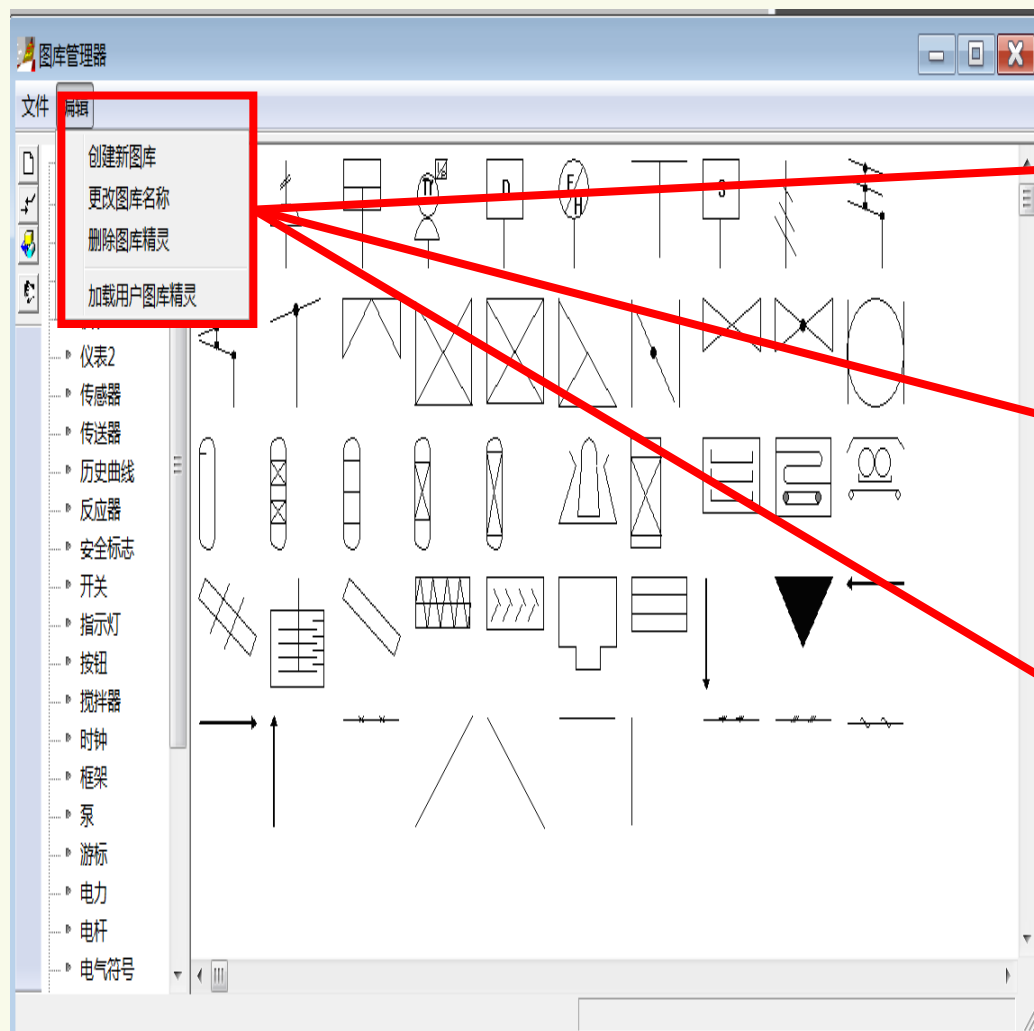 图库管理器
文件 编辑
创建新图库
更改图库名称
删除图库精灵
加载用户图库精灵
仪表2
传感器
传送器
历史曲线
反应器
安全标志
开关
指示灯
按钮
搅拌器
时钟
框架
泵
游标
电力
电杆
电气符号
D
F
H
S